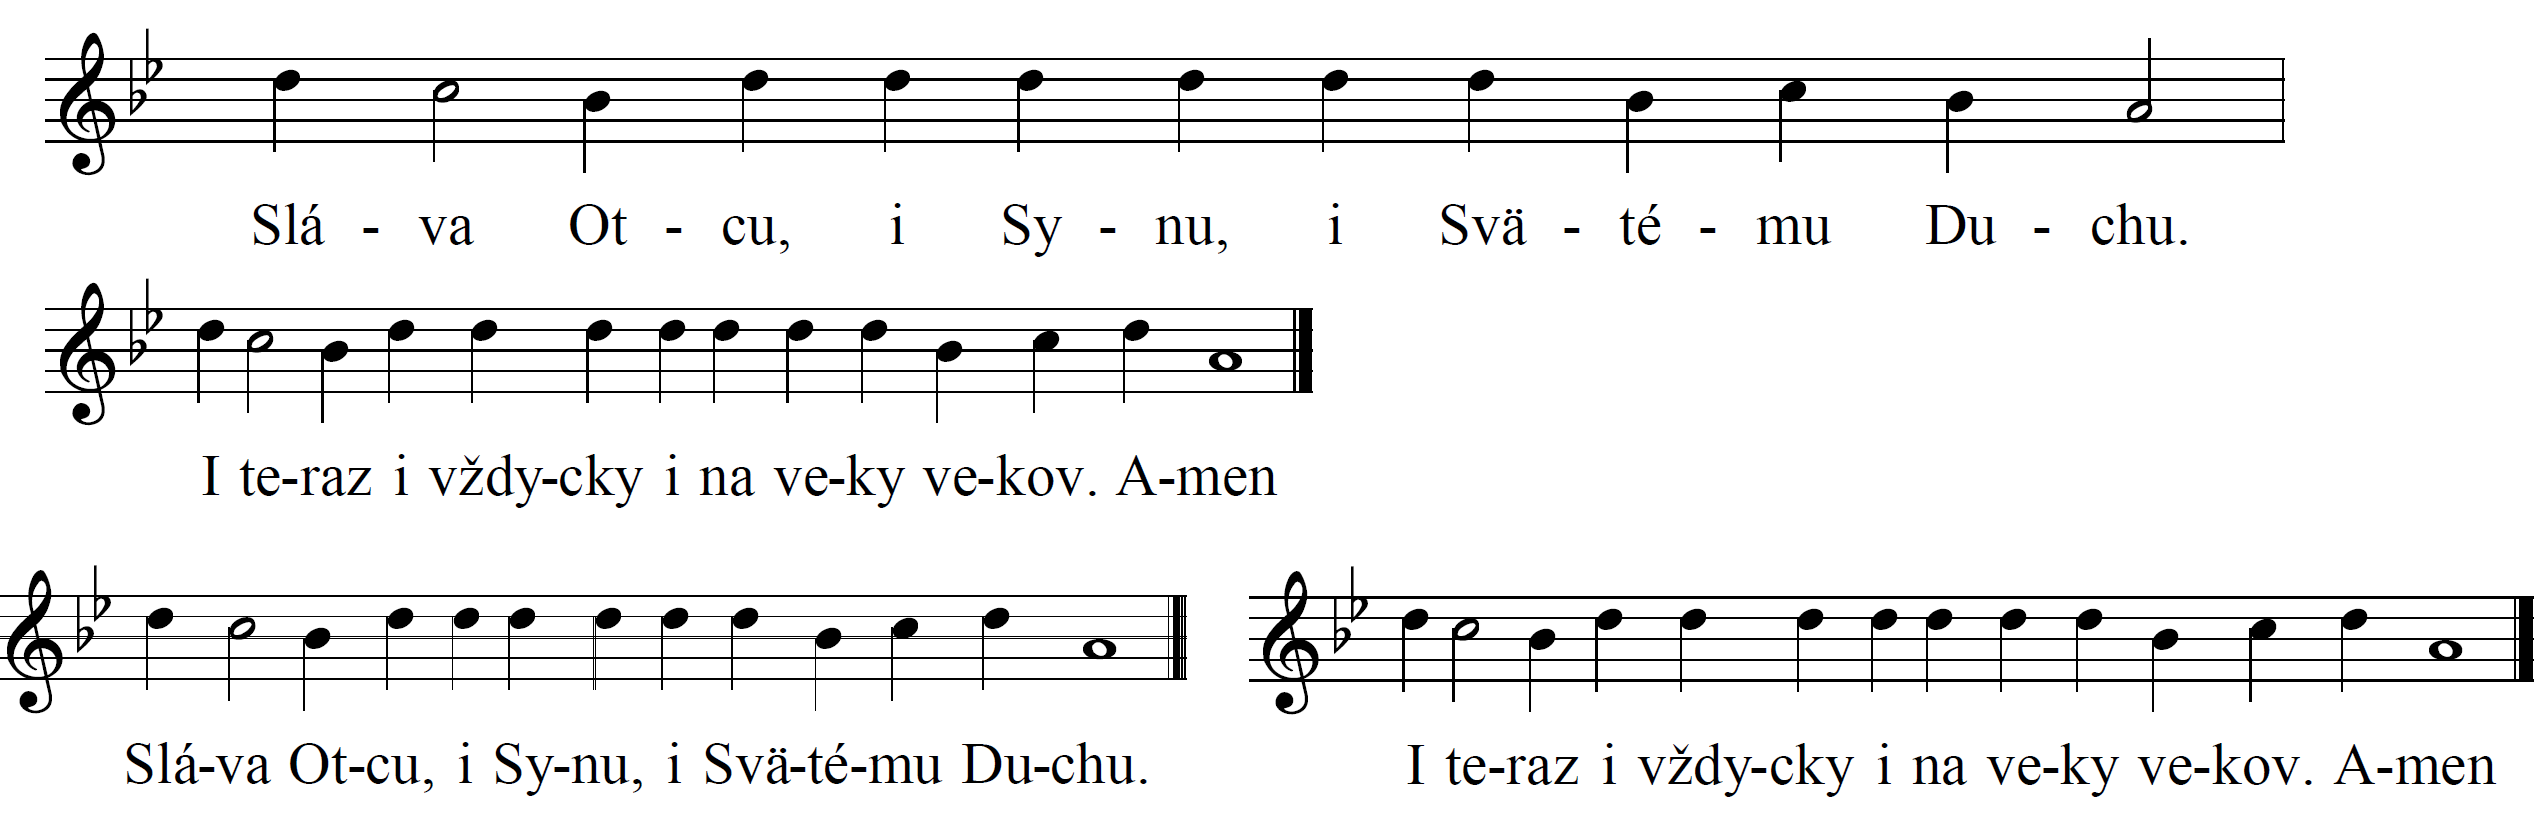 Slá - va Ot - cu, i Sy - nu, i Svä - té - mu Du - chu.
I te-raz i vždy-cky i na ve-ky ve-kov. A-men
Slá-va Ot-cu, i Sy-nu, i Svä-té-mu Du-chu.
I te-raz i vždy-cky i na ve-ky ve-kov. A-men